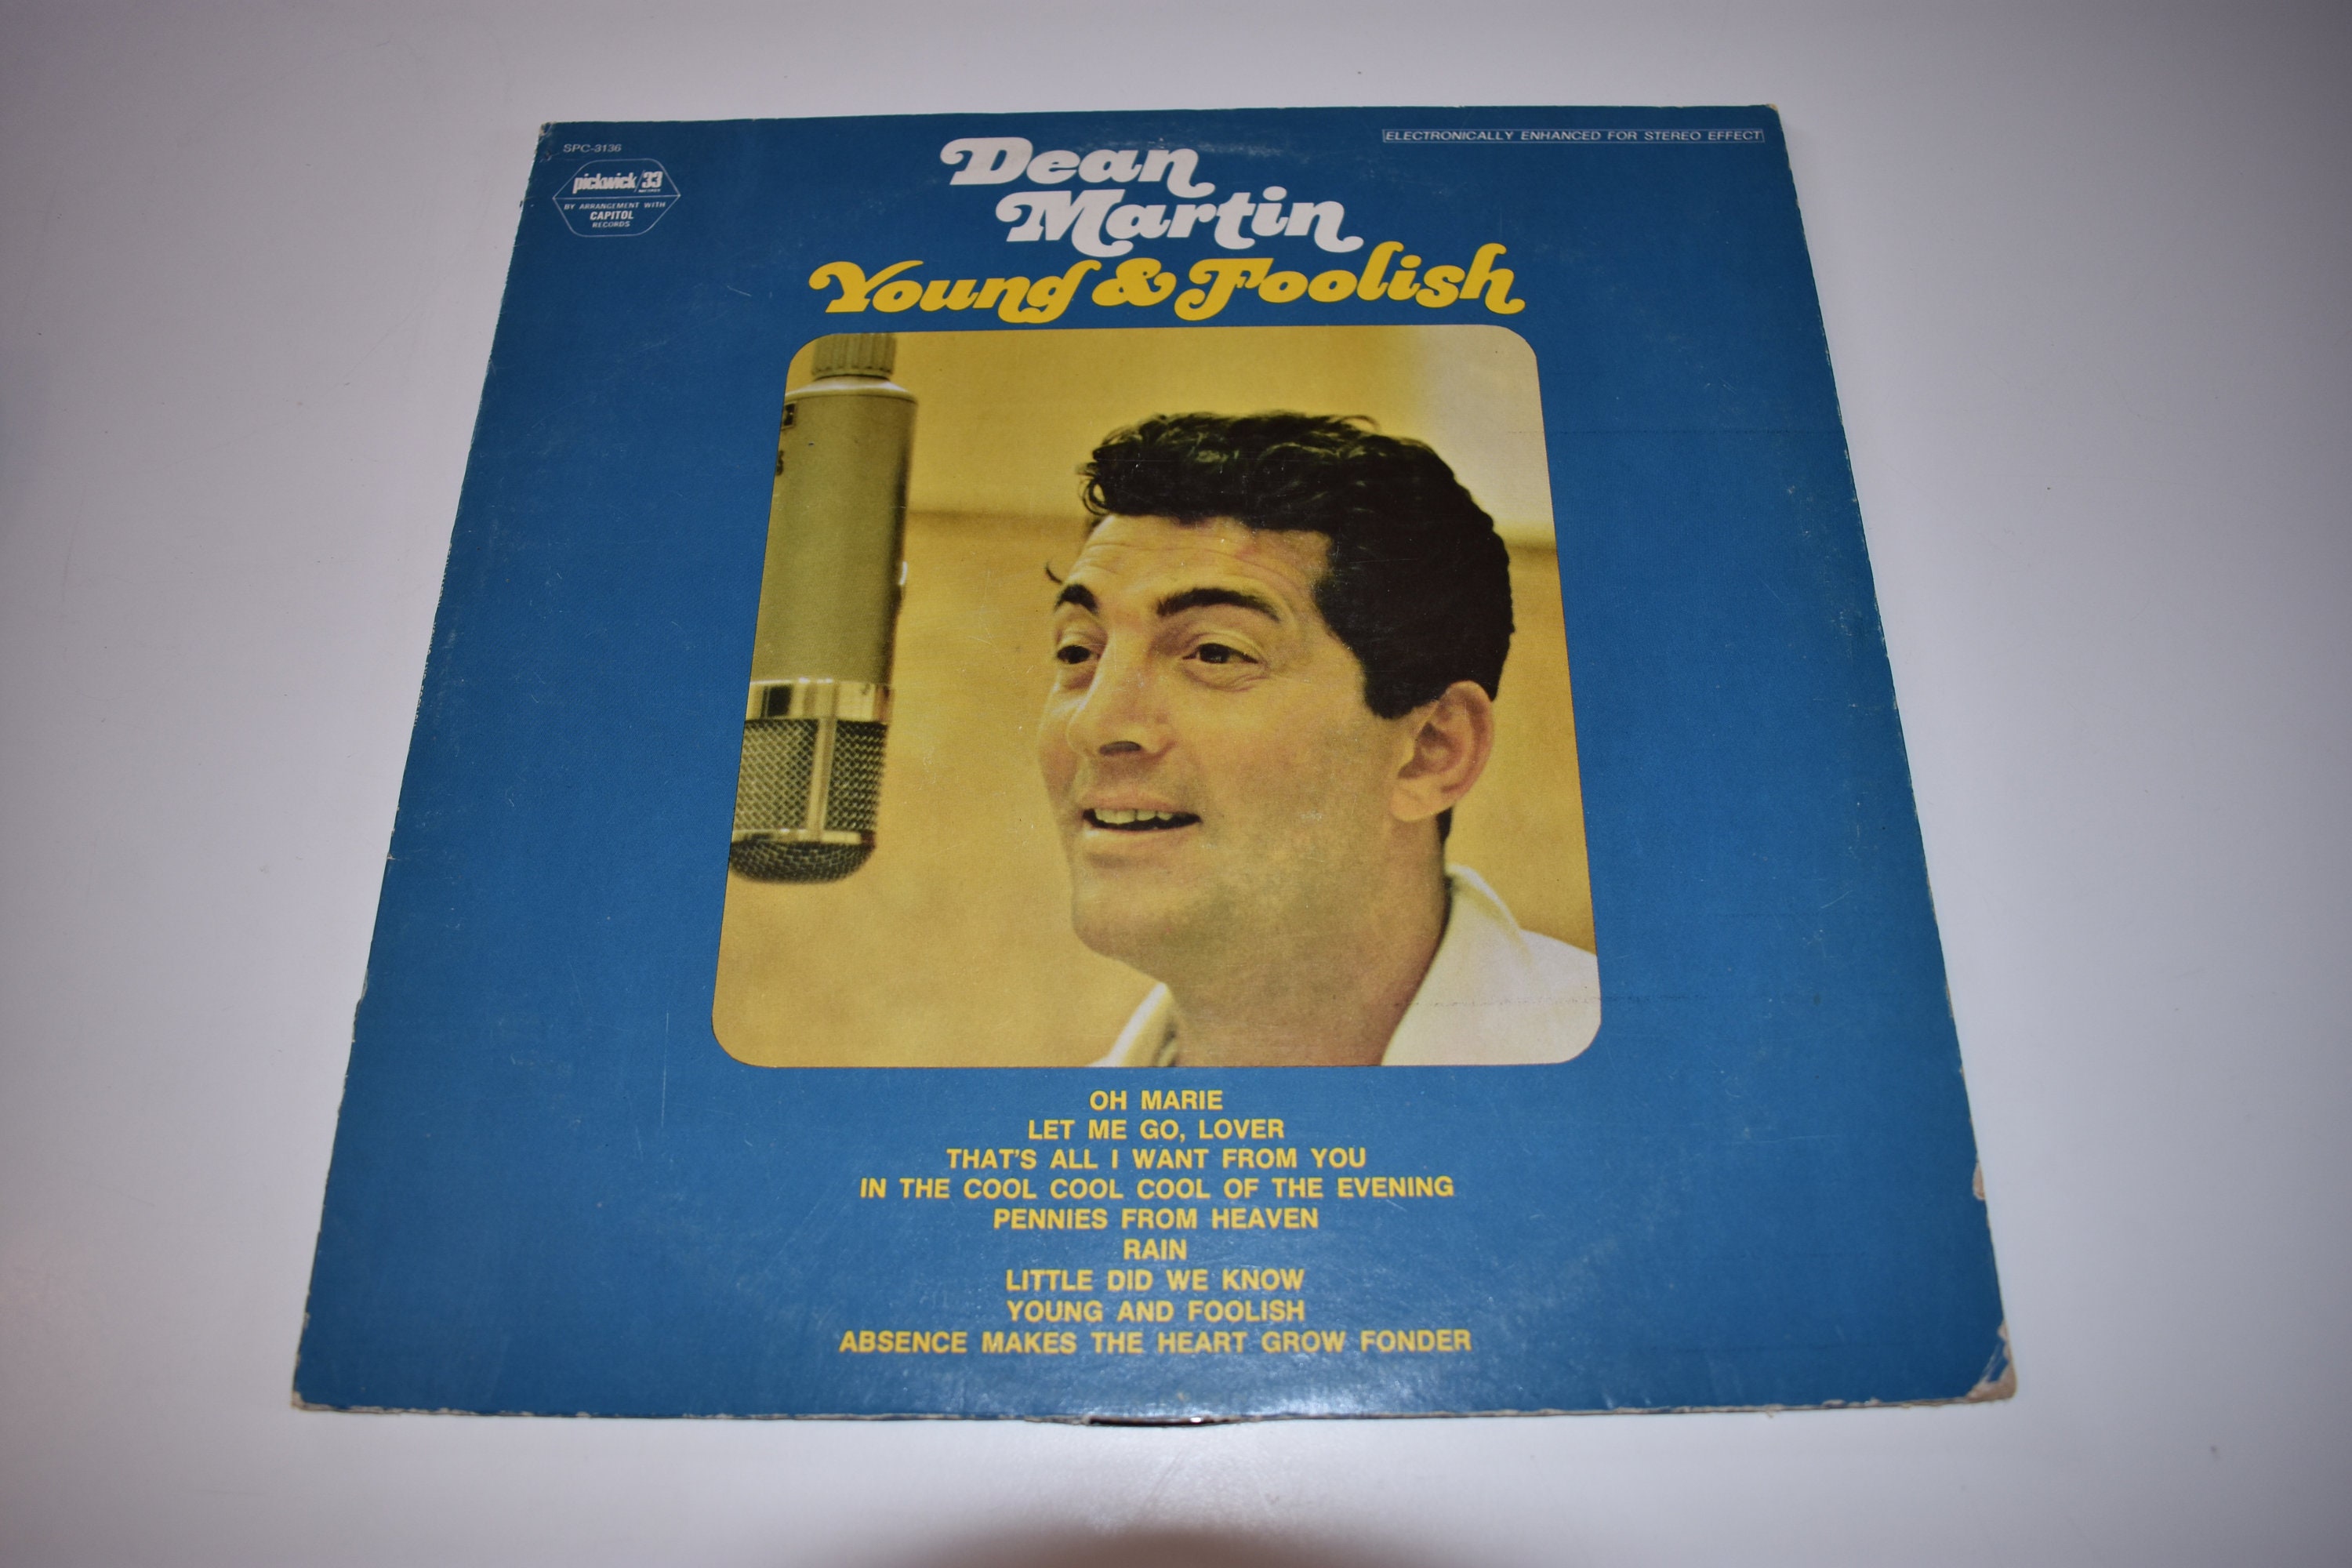 SPC-3136
pickwick/33
RECORDS
BY ARRANGEMENT WITH
CAPITOL
RECORDS
ELECTRONICALLY ENHANCED FOR STEREO EFFECT
Dean
Martin
Young & Foolish
OH MARIE
LET ME GO, LOVER
THAT'S ALL I WANT FROM YOU
IN THE COOL COOL COOL OF THE EVENING
PENNIES FROM HEAVEN
RAIN
LITTLE DID WE KNOW
YOUNG AND FOOLISH
ABSENCE MAKES THE HEART GROW FONDER